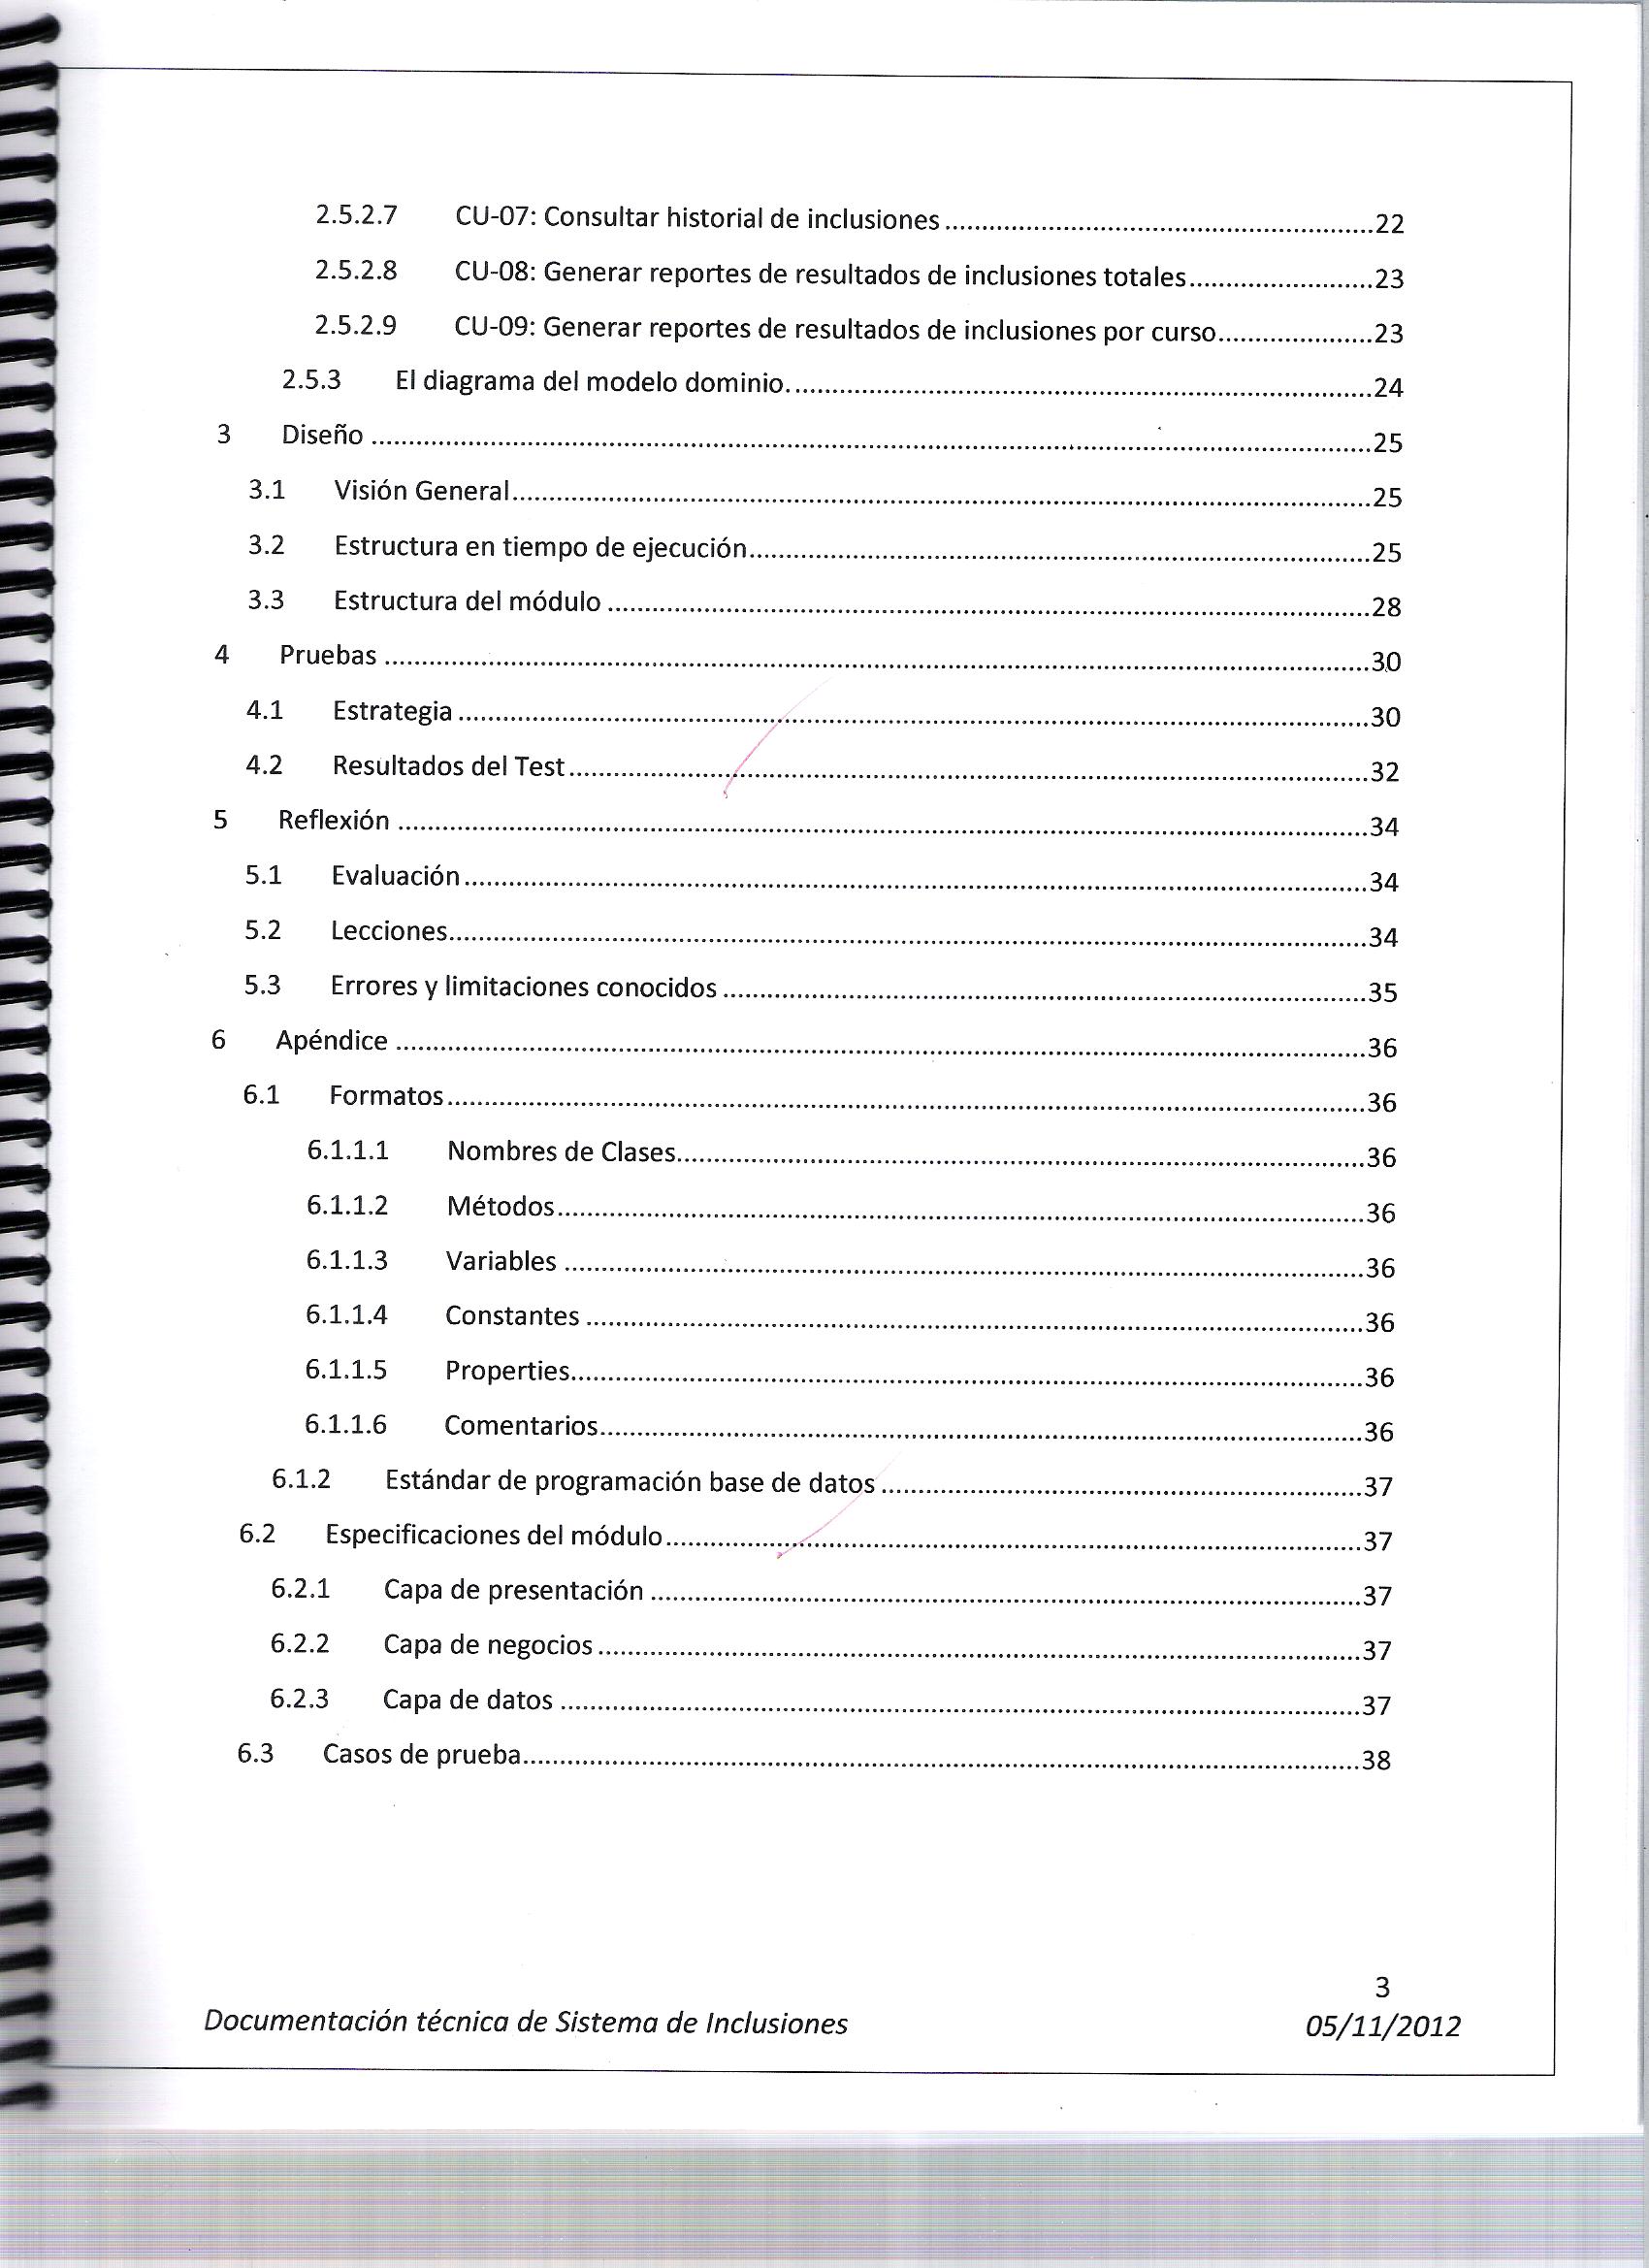 2.5.2.7 CU-07: Consultar historial de inclusiones ........................................................22
2.5.2.8 CU-08: Generar reportes de resultados de inclusiones totales........................23
2.5.2.9 CU-09: Generar reportes de resultados de inclusiones por curso....................23
2.5.3 El diagrama del modelo dominio............................................................24
3 Diseño ............................................................25
3.1 Visión General............................................................25
3.2 Estructura en tiempo de ejecución............................................................25
3.3 Estructura del módulo ............................................................28
4 Pruebas ............................................................30
4.1 Estrategia ............................................................30
4.2 Resultados del Test............................................................32
5 Reflexión ............................................................34
5.1 Evaluación............................................................34
5.2 Lecciones............................................................34
5.3 Errores y limitaciones conocidos ............................................................35
6 Apéndice ............................................................36
6.1 Formatos............................................................36
6.1.1.1 Nombres de Clases............................................................36
6.1.1.2 Métodos............................................................36
6.1.1.3 Variables ............................................................36
6.1.1.4 Constantes ............................................................36
6.1.1.5 Properties............................................................36
6.1.1.6 Comentarios............................................................36
6.1.2 Estándar de programación base de datos ............................................................37
6.2 Especificaciones del módulo............................................................37
6.2.1 Capa de presentación ............................................................37
6.2.2 Capa de negocios ............................................................37
6.2.3 Capa de datos ............................................................37
6.3 Casos de prueba............................................................38
3
Documentación técnica de Sistema de Inclusiones 05/11/2012